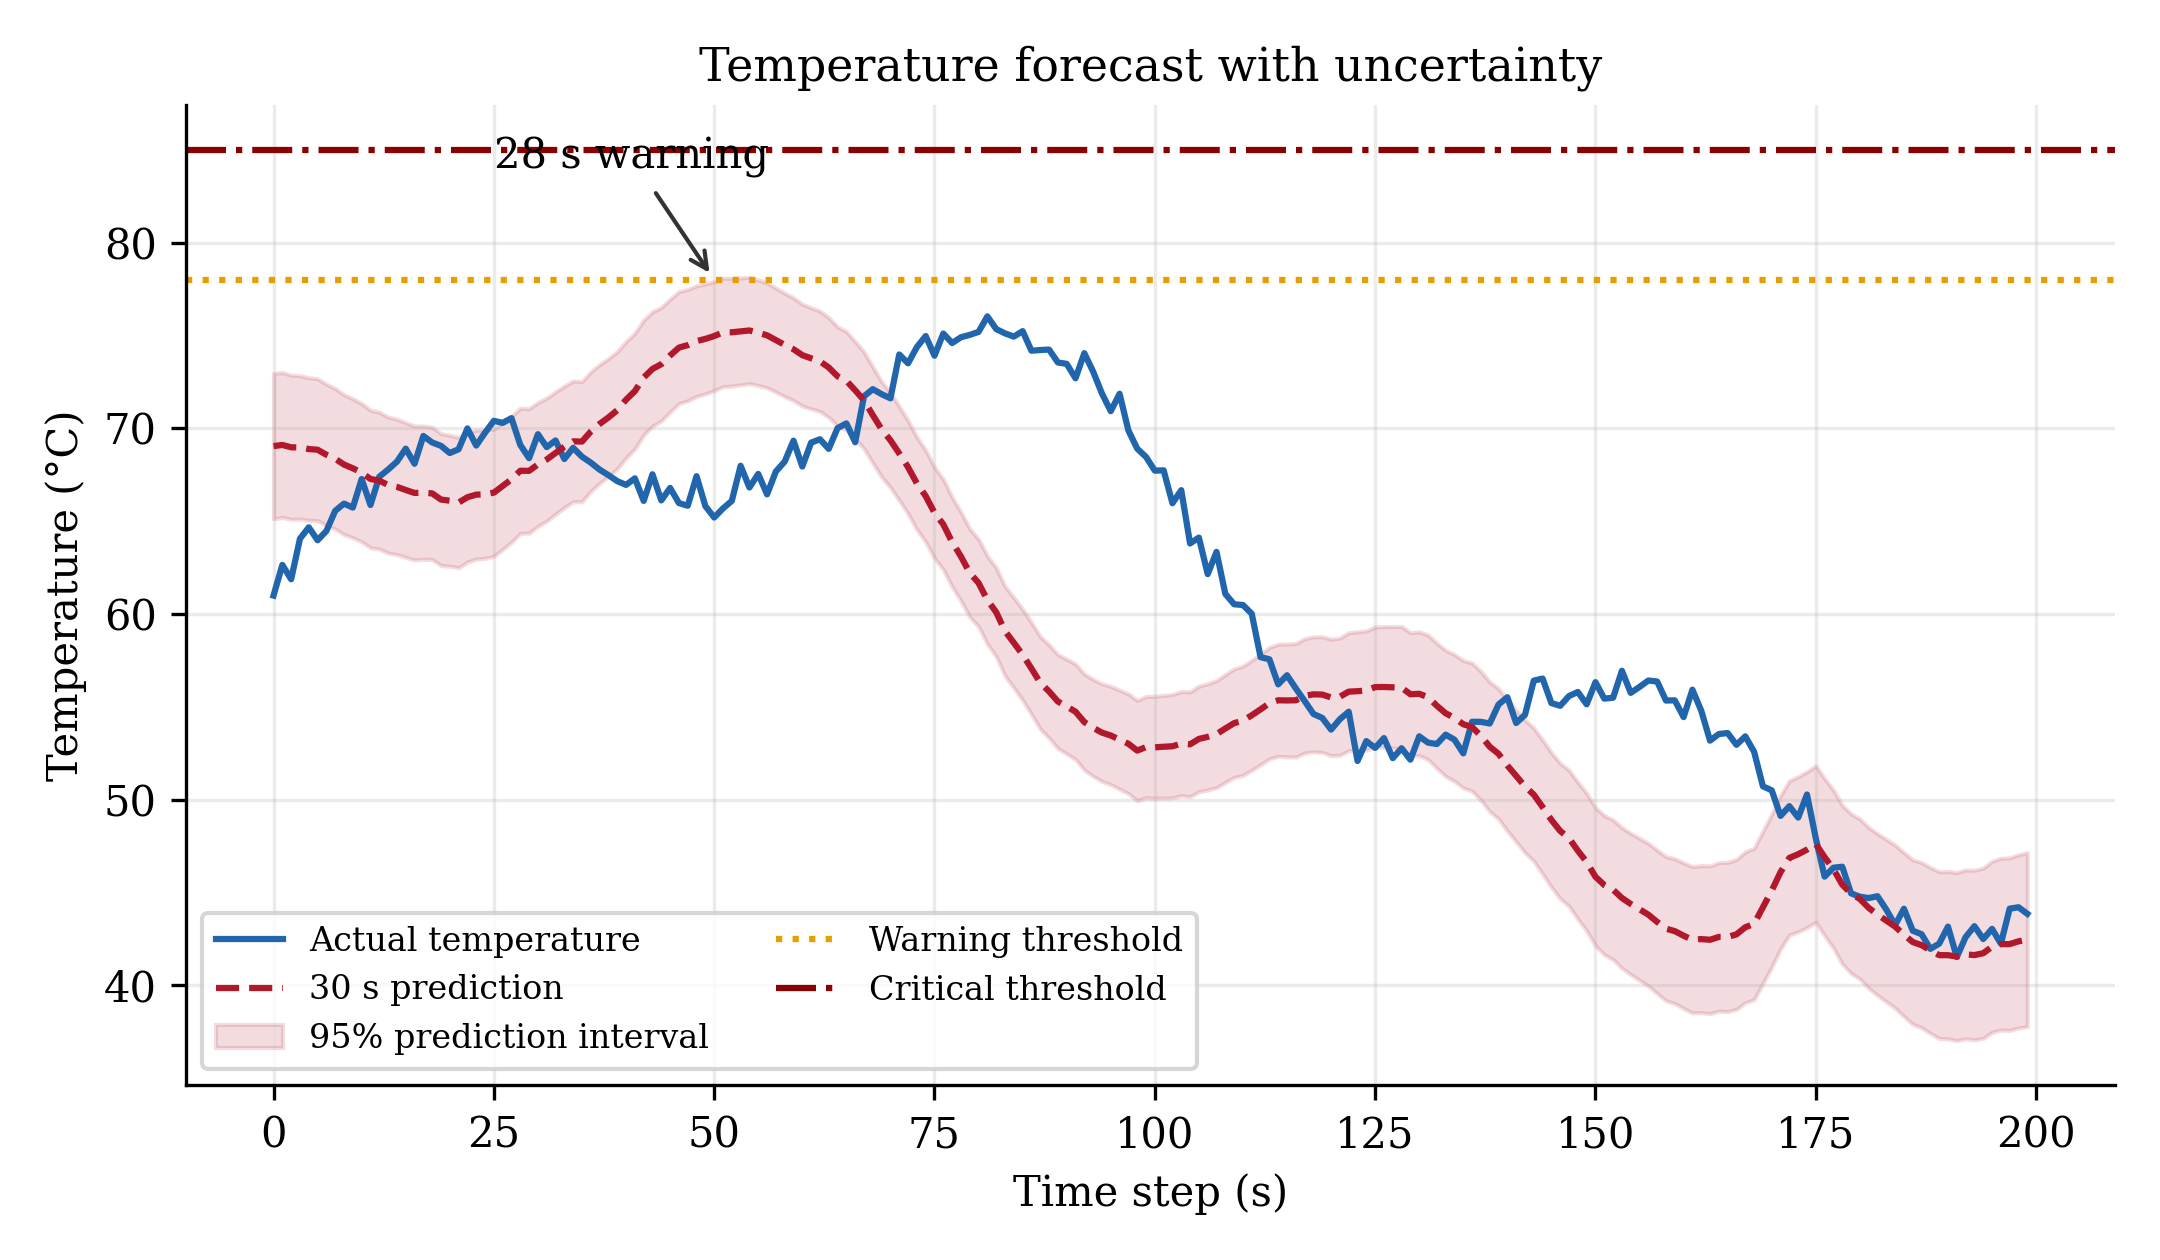 Temperature forecast with uncertainty
28 s warning
Temperature (°C)
80
70
60
50
40
Actual temperature
30 s prediction
95% prediction interval
Warning threshold
Critical threshold
0 25 50 75 100 125 150 175 200
Time step (s)